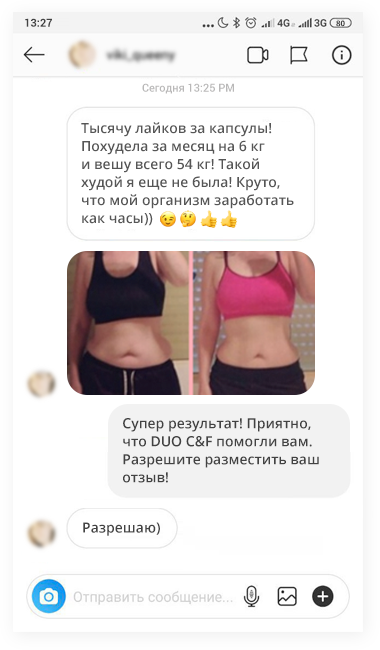 13:27
4G 3G 80
Сегодня 13:25 PM
Тысячу лайков за капсулы!
Похудела за месяц на 6 кг
и вешу всего 54 кг! Такой
худой я еще не была! Круто,
что мой организм заработать
как часы)) 😉🤔👍👍
Супер результат! Приятно,
что DUO C&F помогли вам.
Разрешите разместить ваш
отзыв!
Разрешаю)
Отправить сообщение...